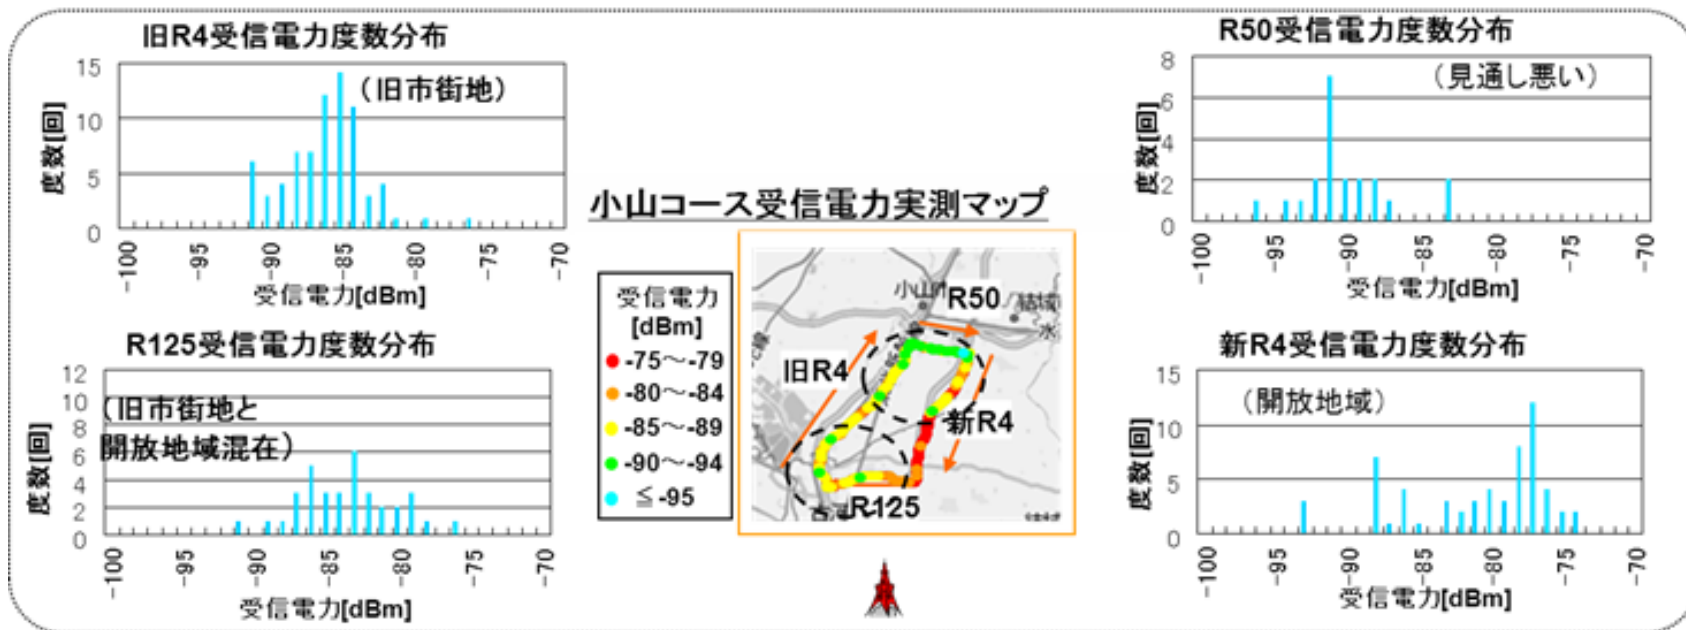 旧R4受信電力度数分布
（旧市街地）
度数[回]
15
10
5
0
-100
-95
-90
-85
-80
-75
-70
受信電力[dBm]
R125受信電力度数分布
（旧市街地と
開放地域混在）
度数[回]
12
10
8
6
4
2
0
-100
-95
-90
-85
-80
-75
-70
受信電力[dBm]
小山コース受信電力実測マップ
受信電力
[dBm]
-75～-79
-80～-84
-85～-89
-90～-94
≦ -95
小山
R50
結城
水
旧R4
新R4
R125
R50受信電力度数分布
（見通し悪い）
度数[回]
8
6
4
2
0
-100
-95
-90
-85
-80
-75
-70
受信電力[dBm]
新R4受信電力度数分布
（開放地域）
度数[回]
15
10
5
0
-100
-95
-90
-85
-80
-75
-70
受信電力[dBm]